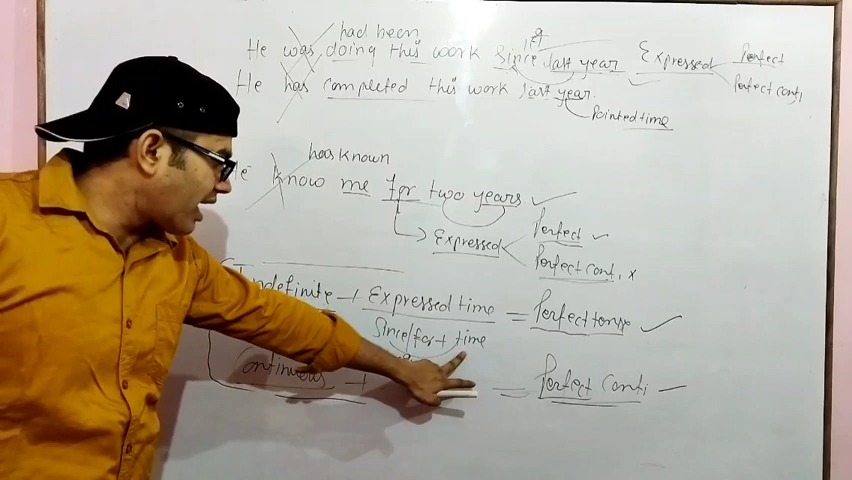 had been
He was doing this work Since last year Expressed Perfect
Perfect conti
He has completed this work last year.
Pointed time
has known
He know me for two years
Expressed Perfect
Perfect cont. x
Indefinite + Expressed time = Perfect tense
Since/for + time
Continuous + = Perfect Conti